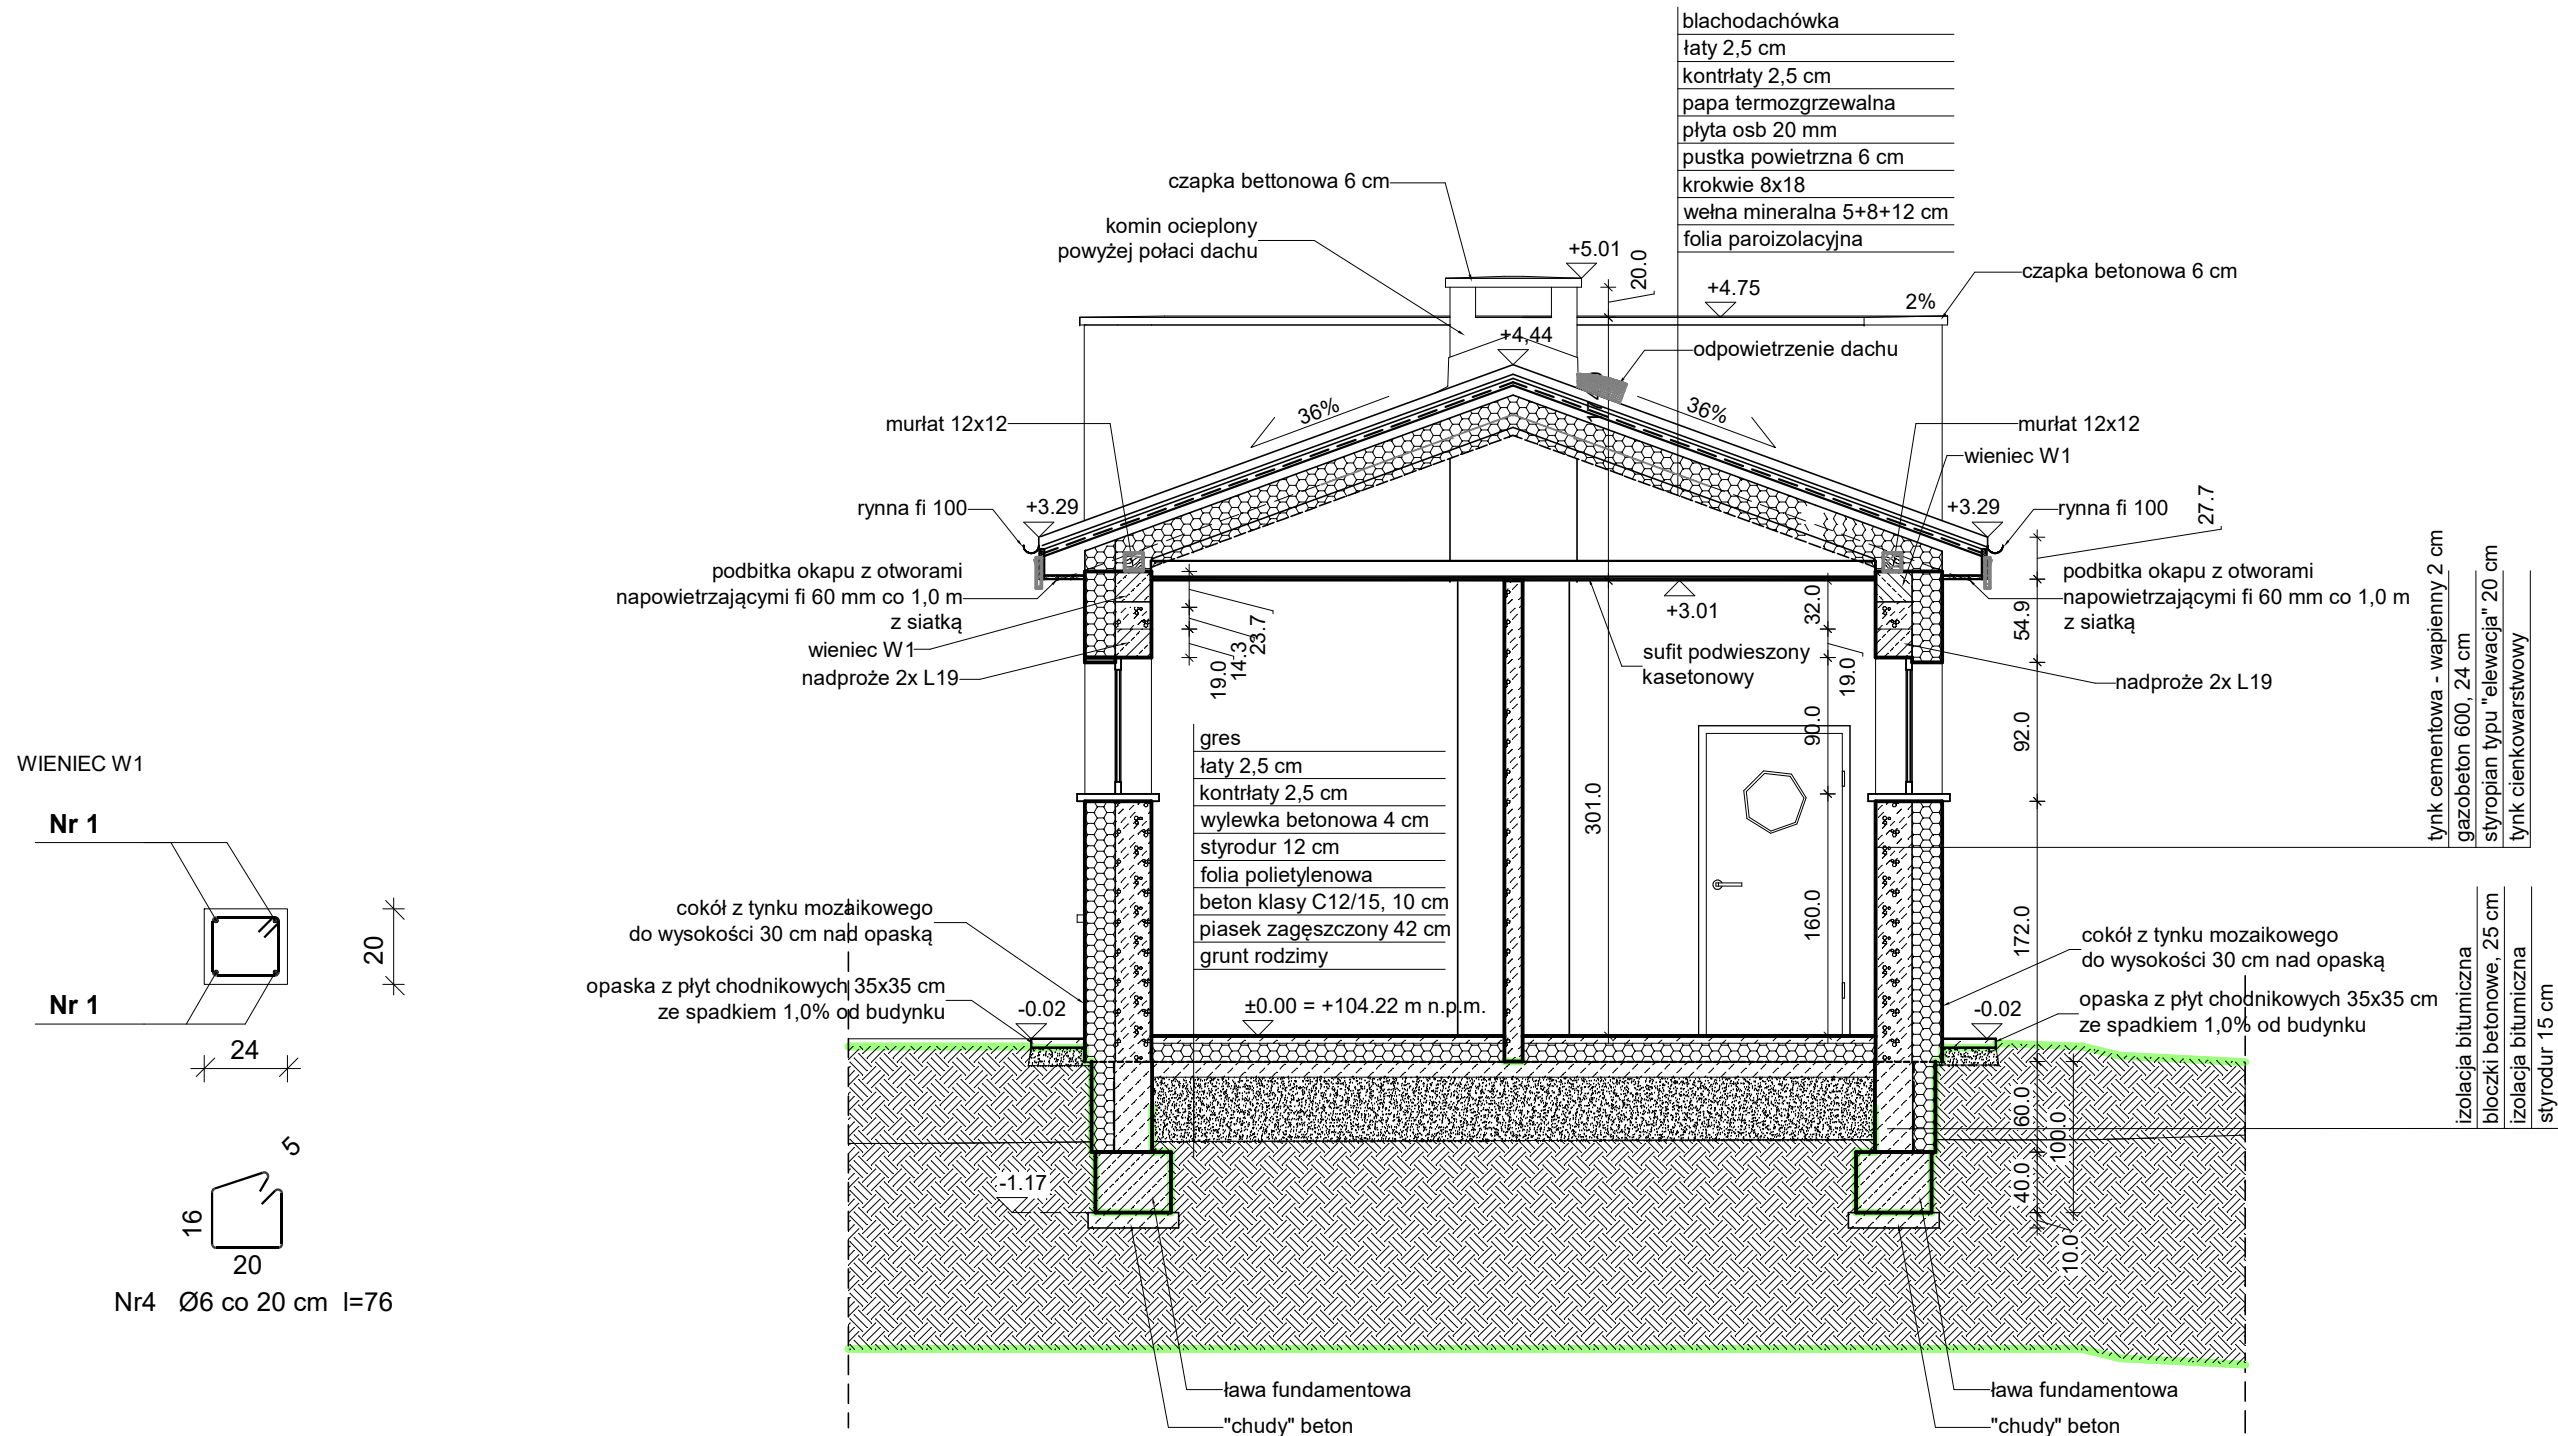 blachodachówka
łaty 2,5 cm
kontrłaty 2,5 cm
papa termozgrzewalna
płyta osb 20 mm
pustka powietrzna 6 cm
krokwie 8x18
wełna mineralna 5+8+12 cm
folia paroizolacyjna
czapka bettonowa 6 cm
komin ocieplony
powyżej połaci dachu
+5.01
20.0
+4.75
2%
czapka betonowa 6 cm
+4,44
odpowietrzenie dachu
36%
36%
murłat 12x12
murłat 12x12
wieniec W1
rynna fi 100
+3.29
+3.29
rynna fi 100
27.7
podbitka okapu z otworami
napowietrzającymi fi 60 mm co 1,0 m
z siatką
wieniec W1
nadproże 2x L19
23.7
14.3
19.0
+3.01
sufit podwieszony
kasetonowy
32.0
19.0
90.0
160.0
301.0
54.9
92.0
172.0
podbitka okapu z otworami
napowietrzającymi fi 60 mm co 1,0 m
z siatką
nadproże 2x L19
tynk cementowa - wapienny 2 cm
gazobeton 600, 24 cm
styropian typu "elewacja" 20 cm
tynk cienkowarstwowy
gres
łaty 2,5 cm
kontrłaty 2,5 cm
wylewka betonowa 4 cm
styrodur 12 cm
folia polietylenowa
beton klasy C12/15, 10 cm
piasek zagęszczony 42 cm
grunt rodzimy
±0.00 = +104.22 m n.p.m.
cokół z tynku mozaikowego
do wysokości 30 cm nad opaską
opaska z płyt chodnikowych 35x35 cm
ze spadkiem 1,0% od budynku
-0.02
-0.02
cokół z tynku mozaikowego
do wysokości 30 cm nad opaską
opaska z płyt chodnikowych 35x35 cm
ze spadkiem 1,0% od budynku
izolacja bitumiczna
bloczki betonowe, 25 cm
izolacja bitumiczna
styrodur 15 cm
60.0
100.0
40.0
10.0
-1.17
ława fundamentowa
"chudy" beton
ława fundamentowa
"chudy" beton
WIENIEC W1
Nr 1
Nr 1
20
24
5
16
20
Nr4 Ø6 co 20 cm l=76